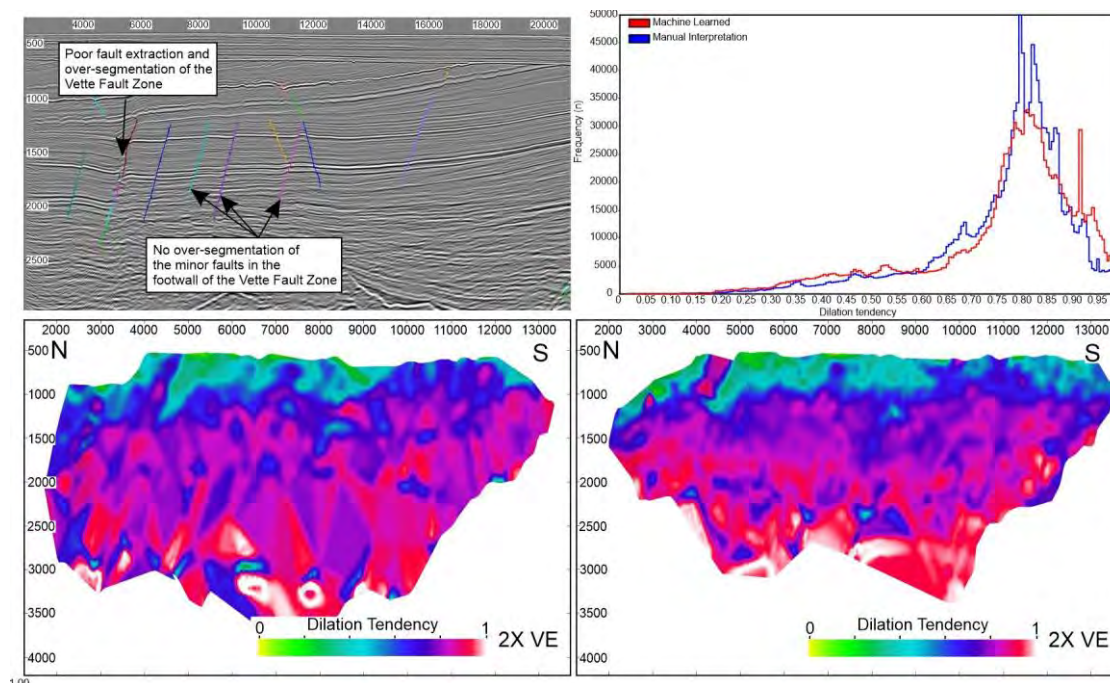 4000 6000 8000 10000 12000 14000 16000 20000
500
1000
1500
2000
2500
Poor fault extraction and
over-segmentation of the
Vette Fault Zone
No over-segmentation of
the minor faults in the
footwall of the Vette Fault Zone
Machine Learned
Manual Interpretation
Frequency (n)
50000
45000
40000
35000
30000
25000
20000
15000
10000
5000
0
0 0.05 0.10 0.15 0.20 0.25 0.30 0.35 0.40 0.45 0.50 0.55 0.60 0.65 0.70 0.75 0.80 0.85 0.90 0.95
Dilation tendency
2000 3000 4000 5000 6000 7000 8000 9000 10000 11000 12000 13000
N S
500
1000
1500
2000
2500
3000
3500
4000
Dilation Tendency
0 1
2X VE
2000 3000 4000 5000 6000 7000 8000 9000 10000 11000 12000 13000
N S
500
1000
1500
2000
2500
3000
3500
4000
Dilation Tendency
0 1
2X VE